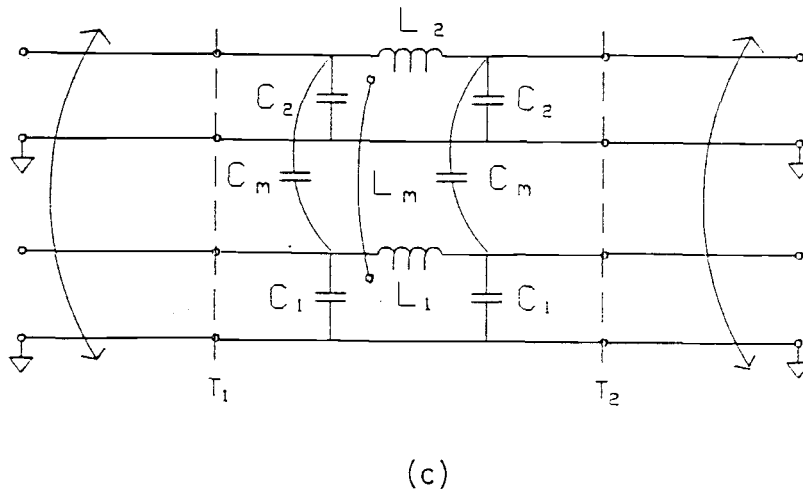 L₂
C₂ C₂
Cₘ Lₘ Cₘ
C₁ L₁ C₁
T₁ T₂
(c)